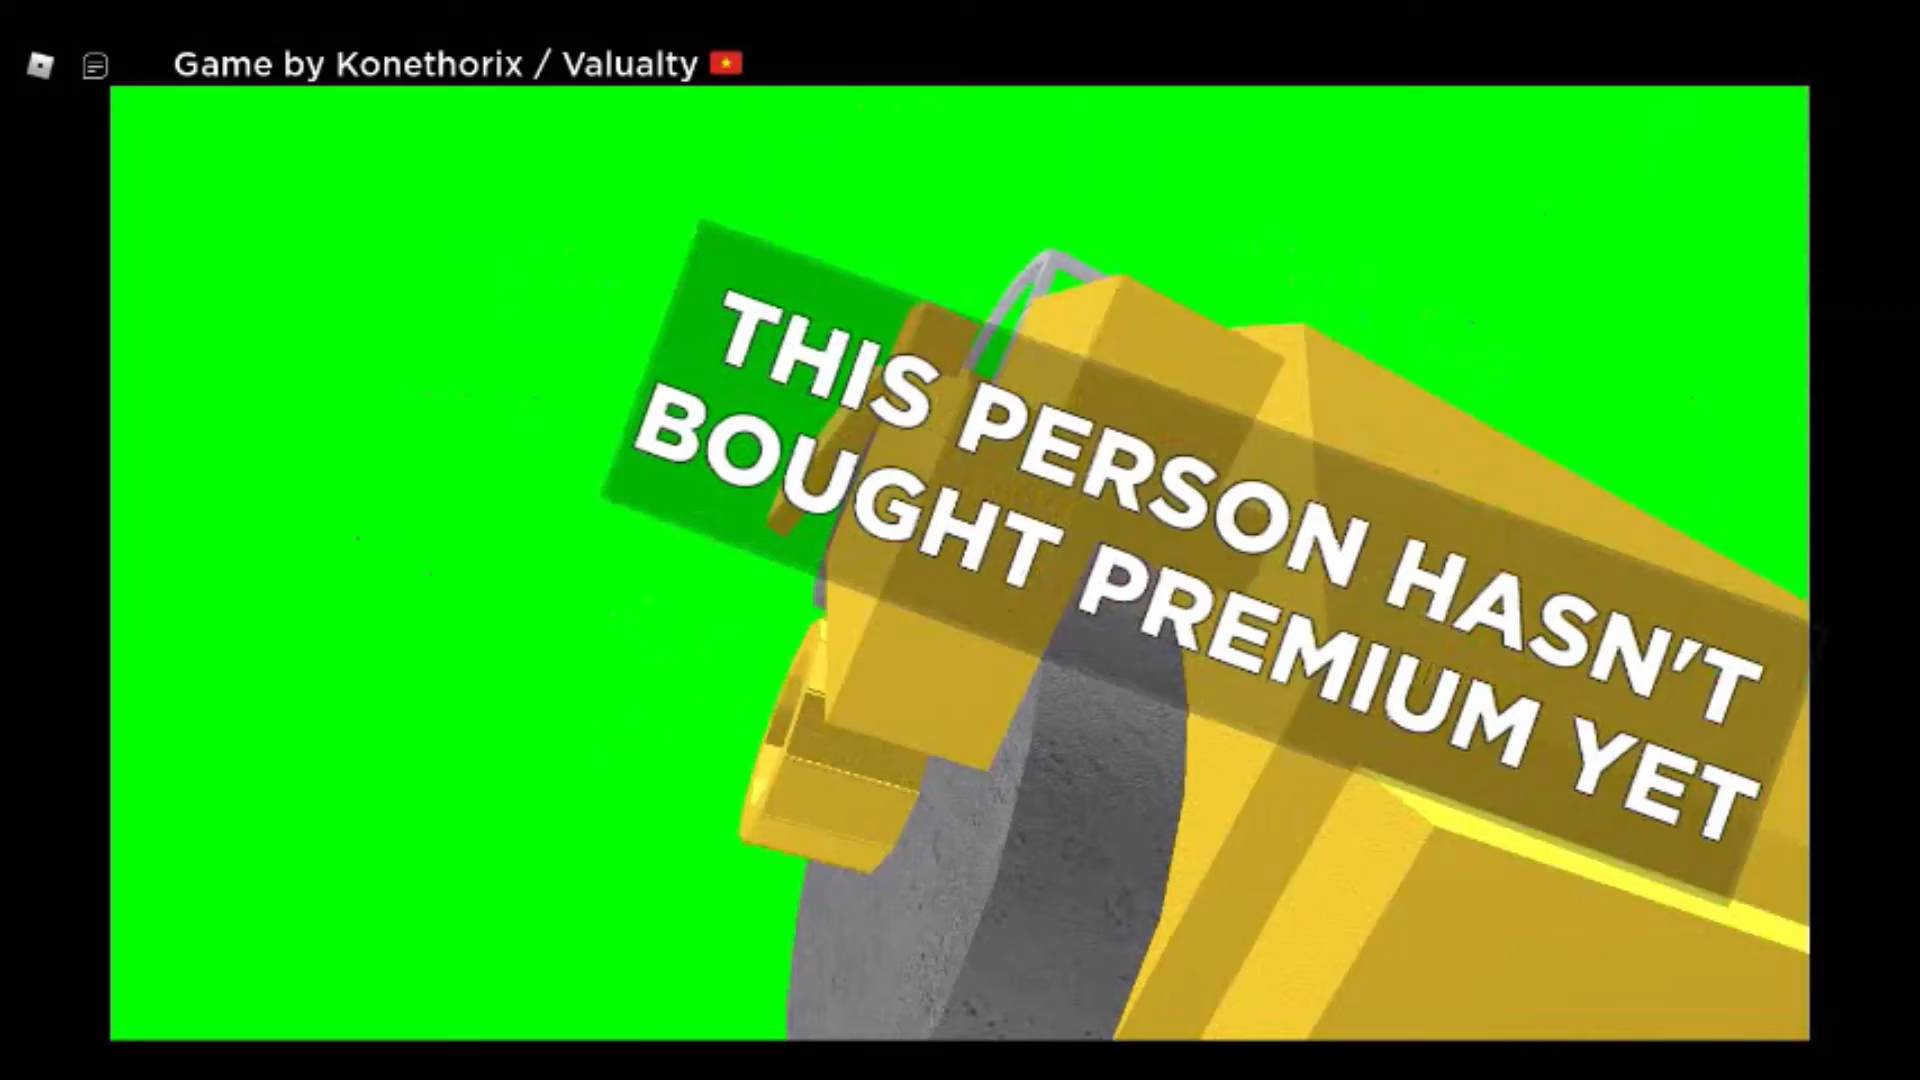 Game by Konethorix / Valualty
THIS PERSON HASN'T
BOUGHT PREMIUM YET